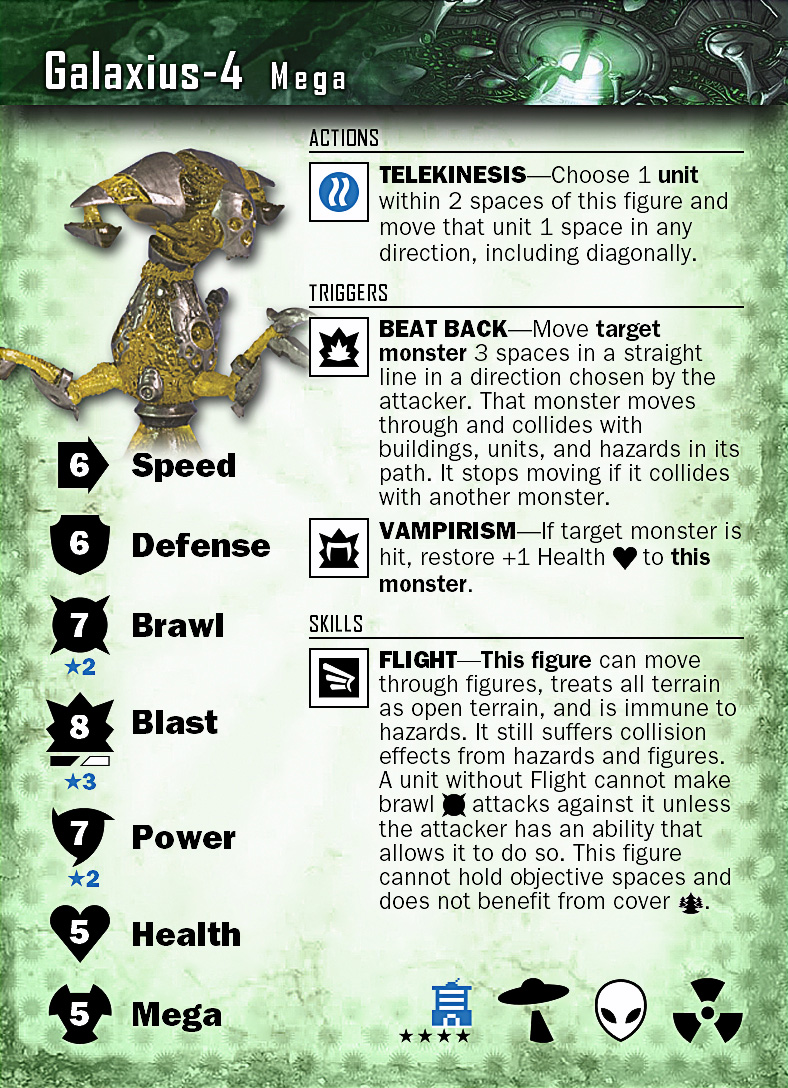 Galaxius-4 Mega
ACTIONS
TELEKINESIS—Choose 1 unit
within 2 spaces of this figure and
move that unit 1 space in any
direction, including diagonally.
TRIGGERS
BEAT BACK—Move target
monster 3 spaces in a straight
line in a direction chosen by the
attacker. That monster moves
through and collides with
buildings, units, and hazards in its
path. It stops moving if it collides
with another monster.
VAMPIRISM—If target monster is
hit, restore +1 Health ♥ to this
monster.
SKILLS
FLIGHT—This figure can move
through figures, treats all terrain
as open terrain, and is immune to
hazards. It still suffers collision
effects from hazards and figures.
A unit without Flight cannot make
brawl attacks against it unless
the attacker has an ability that
allows it to do so. This figure
cannot hold objective spaces and
does not benefit from cover .
6 Speed
6 Defense
7 Brawl
★2
8 Blast
★3
7 Power
★2
5 Health
5 Mega
★★★★